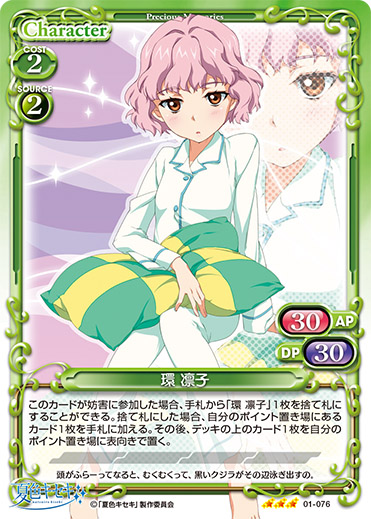 Precious Memories
Character
COST
2
SOURCE
2
30 AP
DP 30
環 凛子
このカードが妨害に参加した場合、手札から「環 凛子」1枚を捨て札に
することができる。捨て札にした場合、自分のポイント置き場にある
カード1枚を手札に加える。その後、デッキの上のカード1枚を自分の
ポイント置き場に表向きで置く。
頭がふらーってなると、むくむくって、黒いクジラがその辺泳ぎ出すの。
夏色キセキ
©「夏色キセキ」製作委員会
01-076